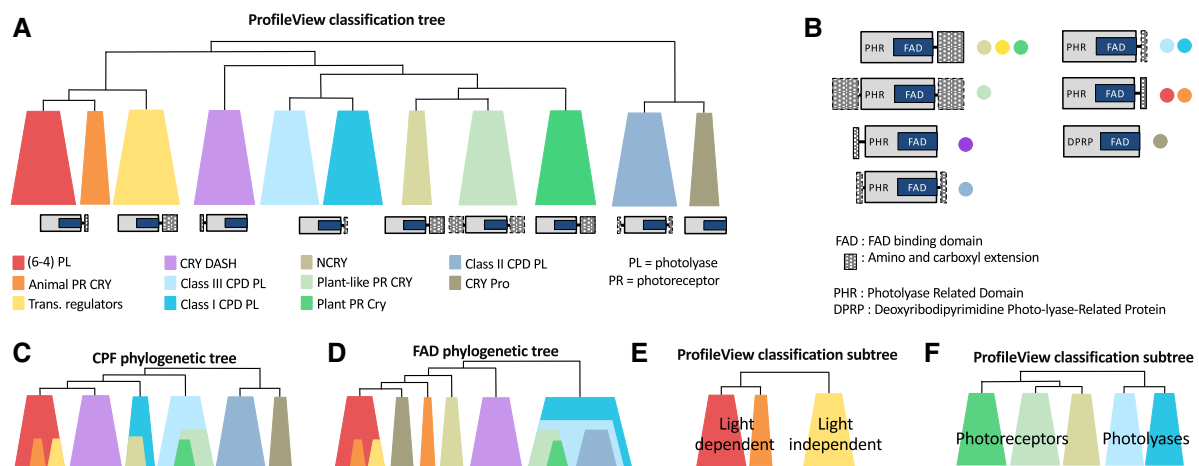 A
ProfileView classification tree
(6-4) PL
Animal PR CRY
Trans. regulators
CRY DASH
Class III CPD PL
Class I CPD PL
NCRY
Plant-like PR CRY
Plant PR Cry
Class II CPD PL
CRY Pro
PL = photolyase
PR = photoreceptor
B
PHR FAD
PHR FAD
PHR FAD
PHR FAD
PHR FAD
PHR FAD
DPRP FAD
FAD : FAD binding domain
: Amino and carboxyl extension
PHR : Photolyase Related Domain
DPRP : Deoxyribodipyrimidine Photo-lyase-Related Protein
C
CPF phylogenetic tree
D
FAD phylogenetic tree
E
ProfileView classification subtree
Light
dependent
Light
independent
F
ProfileView classification subtree
Photoreceptors
Photolyases